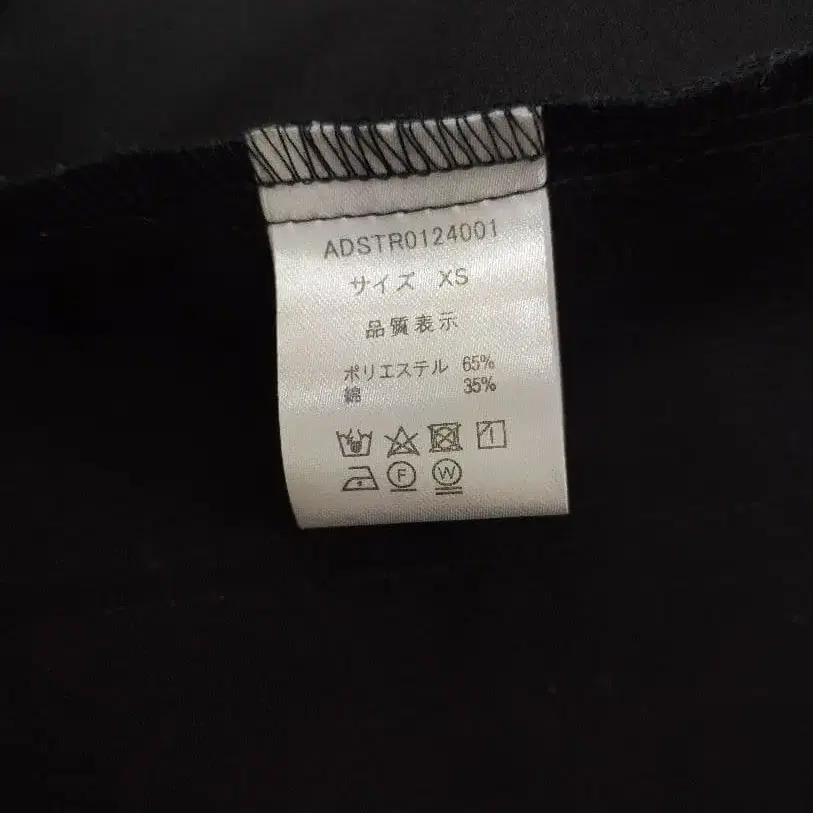 ADSTR0124001
サイズ XS
品質表示
ポリエステル 65%
綿 35%
F W